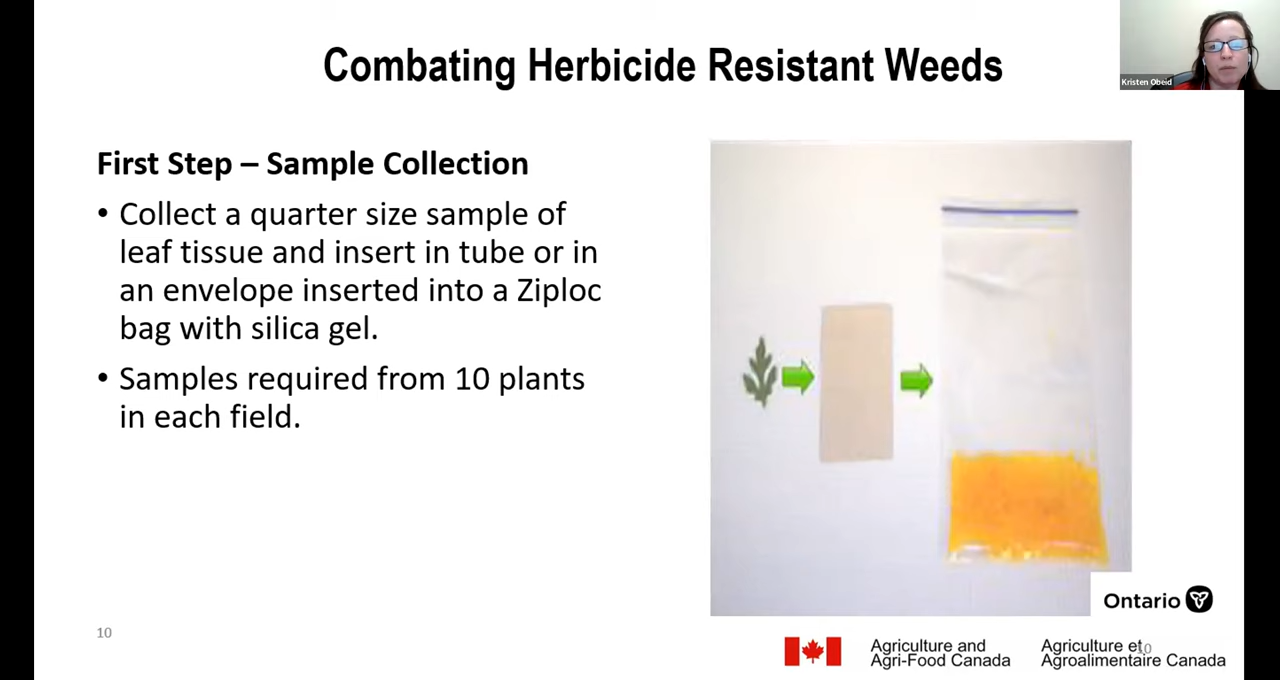 Combating Herbicide Resistant Weeds
Kristen Obeid
First Step – Sample Collection
• Collect a quarter size sample of
leaf tissue and insert in tube or in
an envelope inserted into a Ziploc
bag with silica gel.
• Samples required from 10 plants
in each field.
Ontario
10
Agriculture and
Agri-Food Canada
Agriculture et
Agroalimentaire Canada
10